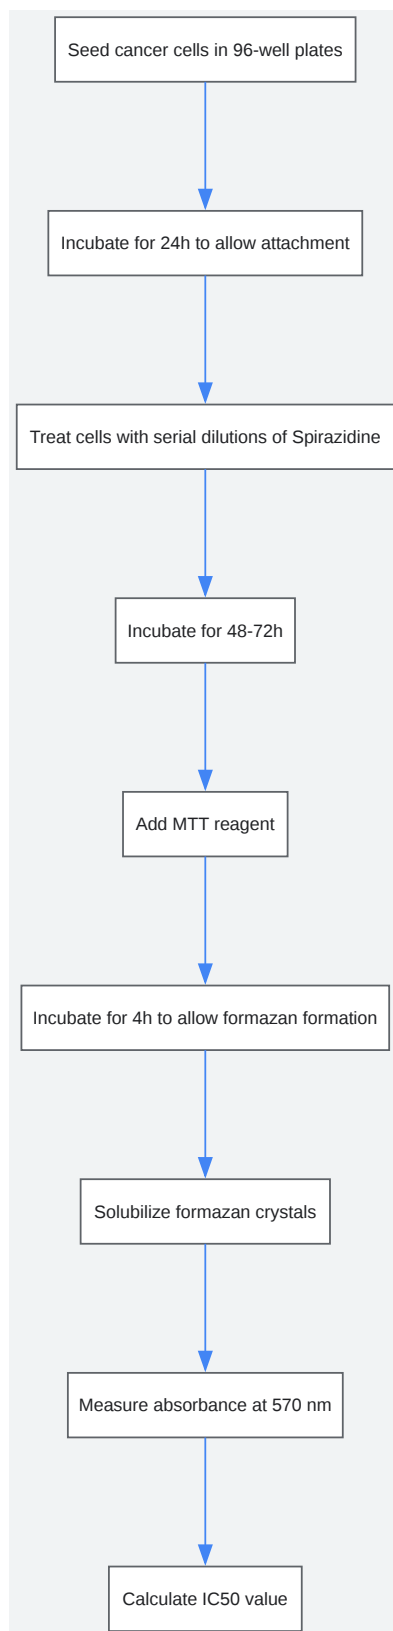 Seed cancer cells in 96-well plates
Incubate for 24h to allow attachment
Treat cells with serial dilutions of Spirazidine
Incubate for 48-72h
Add MTT reagent
Incubate for 4h to allow formazan formation
Solubilize formazan crystals
Measure absorbance at 570 nm
Calculate IC50 value